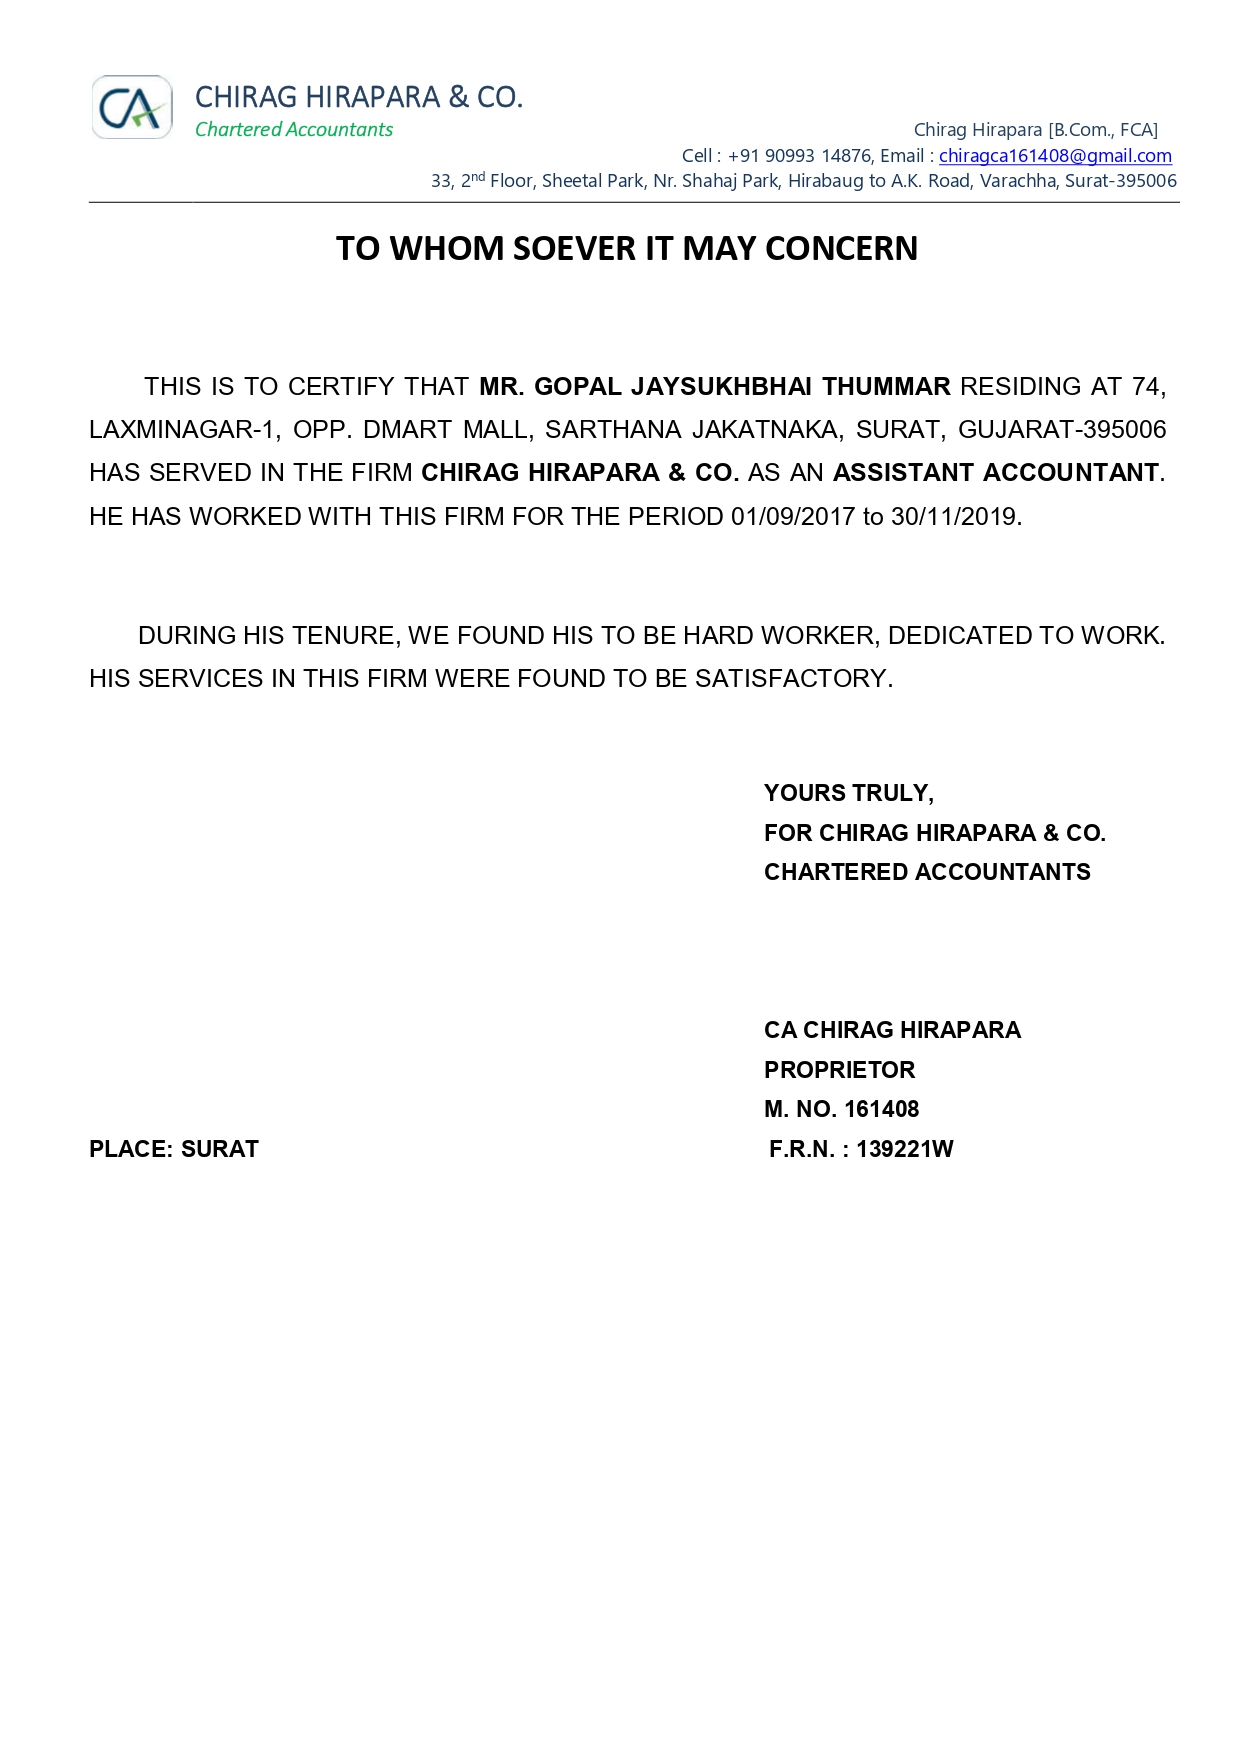 CA
CHIRAG HIRAPARA & CO.
Chartered Accountants
Chirag Hirapara [B.Com., FCA]
Cell : +91 90993 14876, Email : chiragca161408@gmail.com
33, 2nd Floor, Sheetal Park, Nr. Shahaj Park, Hirabaug to A.K. Road, Varachha, Surat-395006
TO WHOM SOEVER IT MAY CONCERN
THIS IS TO CERTIFY THAT MR. GOPAL JAYSUKHBHAI THUMMAR RESIDING AT 74,
LAXMINAGAR-1, OPP. DMART MALL, SARTHANA JAKATNAKA, SURAT, GUJARAT-395006
HAS SERVED IN THE FIRM CHIRAG HIRAPARA & CO. AS AN ASSISTANT ACCOUNTANT.
HE HAS WORKED WITH THIS FIRM FOR THE PERIOD 01/09/2017 to 30/11/2019.
DURING HIS TENURE, WE FOUND HIS TO BE HARD WORKER, DEDICATED TO WORK.
HIS SERVICES IN THIS FIRM WERE FOUND TO BE SATISFACTORY.
YOURS TRULY,
FOR CHIRAG HIRAPARA & CO.
CHARTERED ACCOUNTANTS
CA CHIRAG HIRAPARA
PROPRIETOR
M. NO. 161408
PLACE: SURAT F.R.N. : 139221W